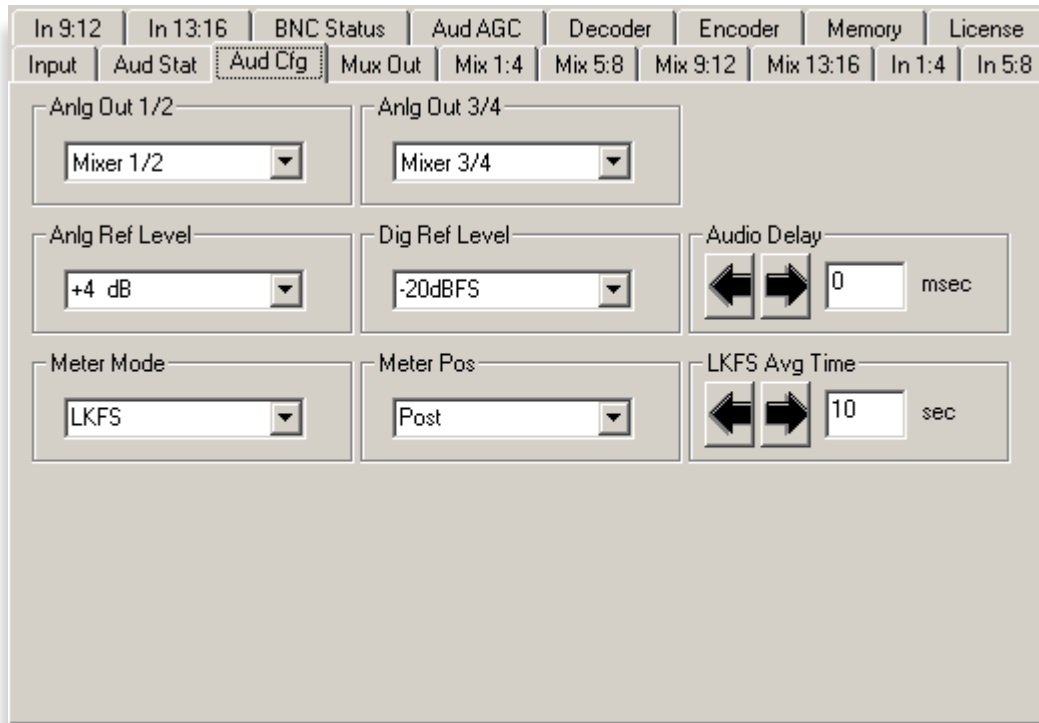 In 9:12 In 13:16 BNC Status Aud AGC Decoder Encoder Memory License
Input Aud Stat Aud Cfg Mux Out Mix 1:4 Mix 5:8 Mix 9:12 Mix 13:16 In 1:4 In 5:8
Anlg Out 1/2 Anlg Out 3/4
Mixer 1/2 Mixer 3/4
Anlg Ref Level Dig Ref Level Audio Delay
+4 dB -20dBFS 0 msec
Meter Mode Meter Pos LKFS Avg Time
LKFS Post 10 sec